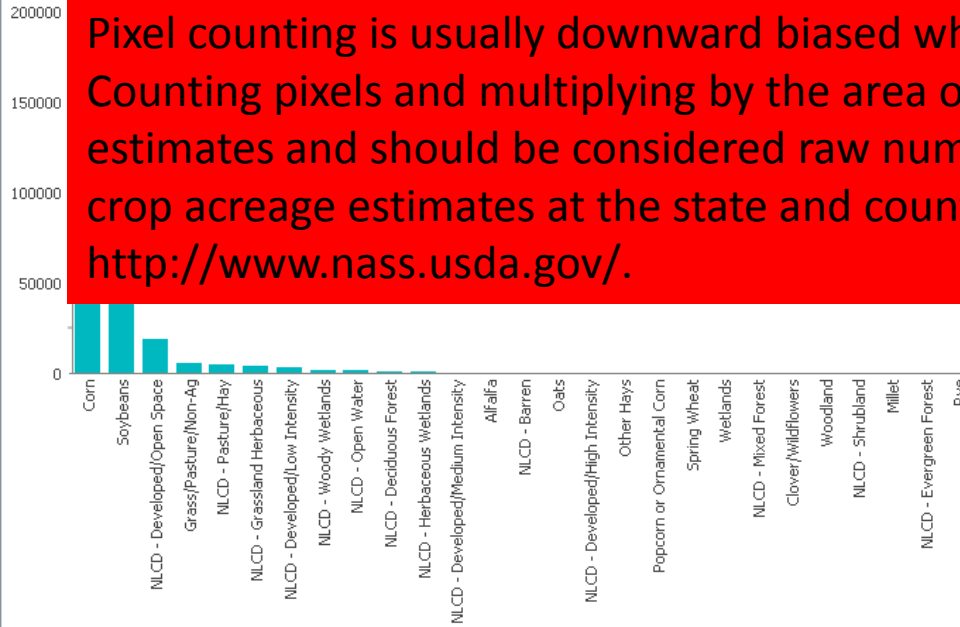 200000
150000
100000
50000
0
Pixel counting is usually downward biased wh
Counting pixels and multiplying by the area o
estimates and should be considered raw num
crop acreage estimates at the state and coun
http://www.nass.usda.gov/.
Corn
Soybeans
NLCD - Developed/Open Space
Grass/Pasture/Non-Ag
NLCD - Pasture/Hay
NLCD - Grassland Herbaceous
NLCD - Developed/Low Intensity
NLCD - Woody Wetlands
NLCD - Open Water
NLCD - Deciduous Forest
NLCD - Herbaceous Wetlands
NLCD - Developed/Medium Intensity
Alfalfa
NLCD - Barren
Oats
NLCD - Developed/High Intensity
Other Hays
Popcorn or Ornamental Corn
Spring Wheat
Wetlands
NLCD - Mixed Forest
Clover/Wildflowers
Woodland
NLCD - Shrubland
Millet
NLCD - Evergreen Forest
Rye